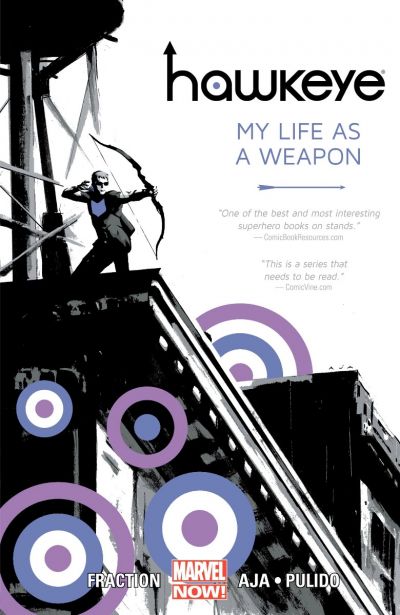 hawkeye®
MY LIFE AS
A WEAPON
"One of the best and most interesting
superhero books on stands."
— ComicBookResources.com
"This is a series that
needs to be read."
— ComicVine.com
FRACTION
MARVEL
NOW!
AJA • PULIDO